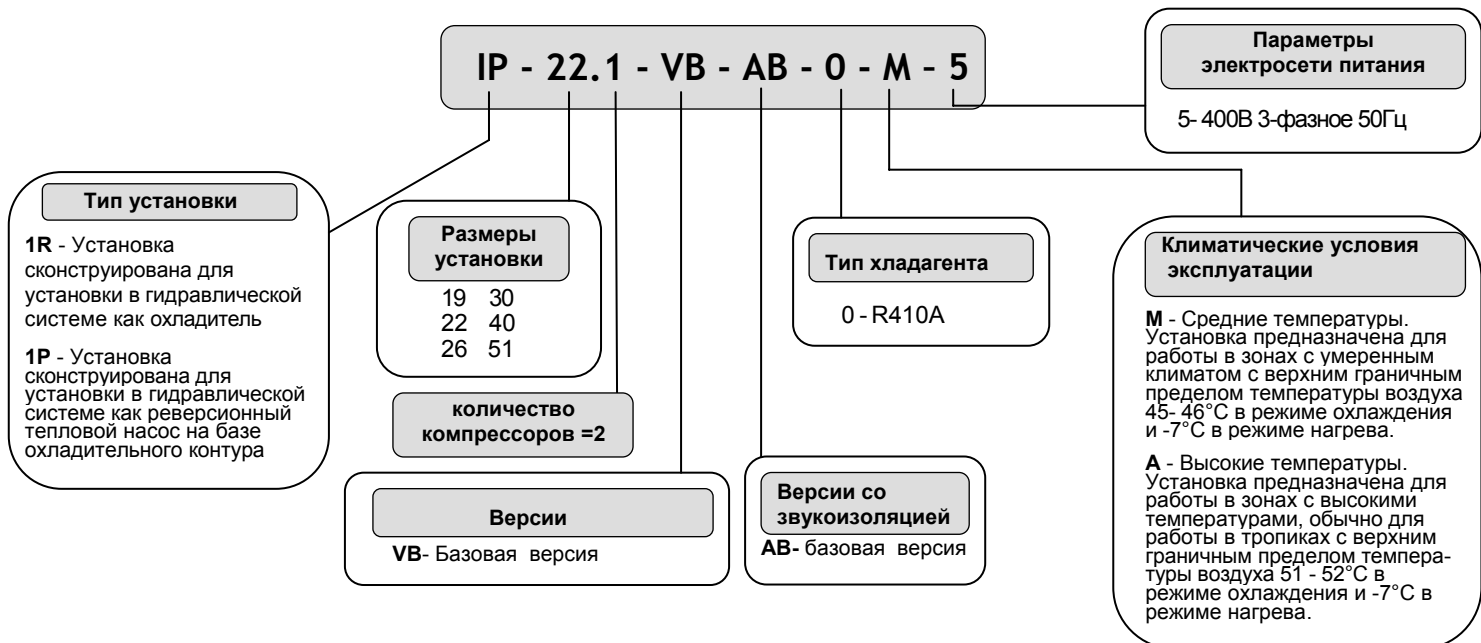 IP - 22.1 - VB - AB - 0 - M - 5
Параметры
электросети питания
5- 400В 3-фазное 50Гц
Тип установки
1R - Установка
сконструирована для
установки в гидравлической
системе как охладитель
1P - Установка
сконструирована для
установки в гидравлической
системе как реверсионный
тепловой насос на базе
охладительного контура
Размеры
установки
19 30
22 40
26 51
количество
компрессоров =2
Версии
VB- Базовая версия
Версии со
звукоизоляцией
АВ- базовая версия
Тип хладагента
0 - R410A
Климатические условия
эксплуатации
М - Средние температуры.
Установка предназначена для
работы в зонах с умеренным
климатом с верхним граничным
пределом температуры воздуха
45- 46°С в режиме охлаждения
и -7°С в режиме нагрева.
А - Высокие температуры.
Установка предназначена для
работы в зонах с высокими
температурами, обычно для
работы в тропиках с верхним
граничным пределом темпера-
туры воздуха 51 - 52°С в
режиме охлаждения и -7°С в
режиме нагрева.